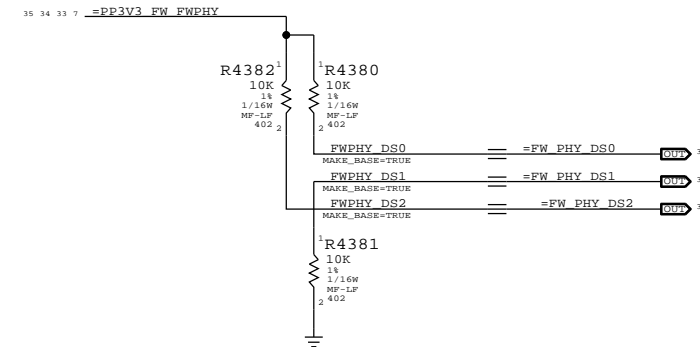 35 34 33 7 =PP3V3_FW_FWPHY
R4382 1
10K
1%
1/16W
MF-LF
402 2
1 R4380
10K
1%
1/16W
MF-LF
2 402
FWPHY_DS0 =FW_PHY_DS0 OUT
MAKE_BASE=TRUE
FWPHY_DS1 =FW_PHY_DS1 OUT
MAKE_BASE=TRUE
FWPHY_DS2 =FW_PHY_DS2 OUT
MAKE_BASE=TRUE
1 R4381
10K
1%
1/16W
MF-LF
2 402